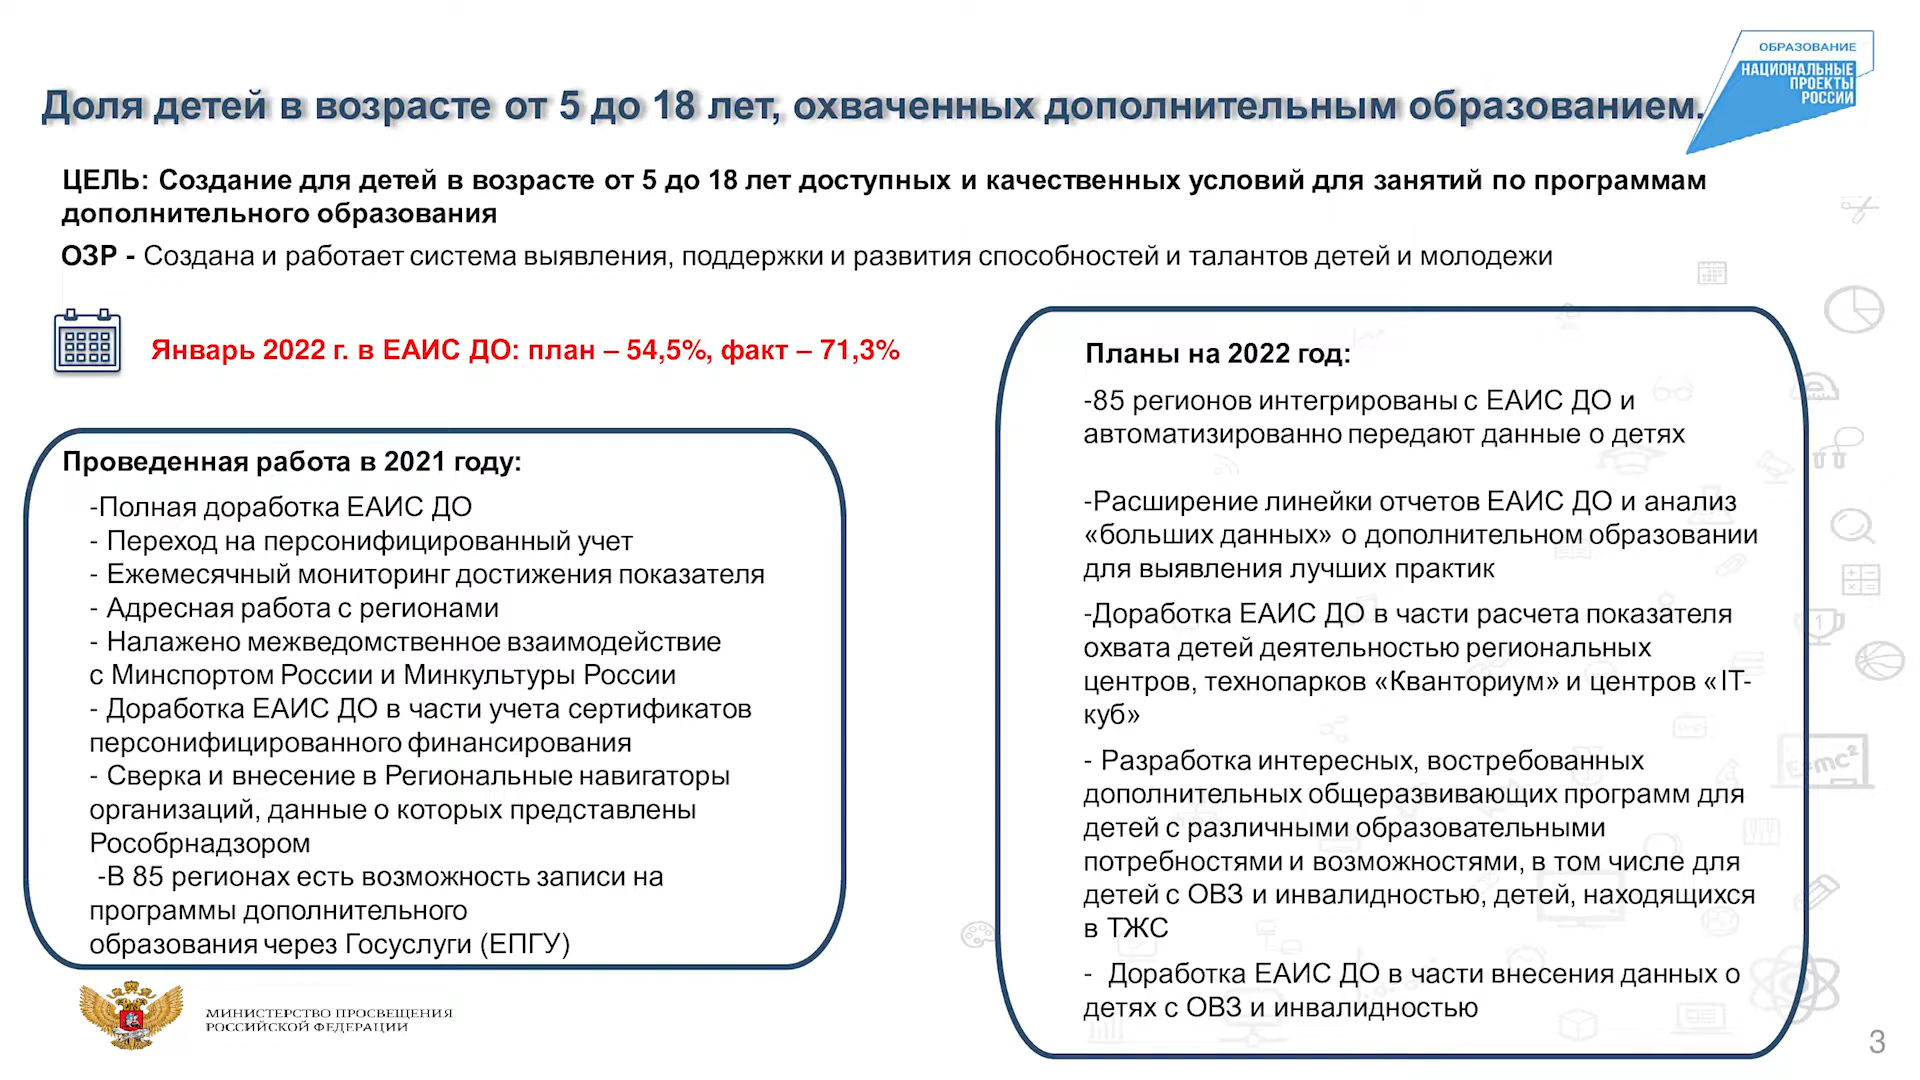 ОБРАЗОВАНИЕ
НАЦИОНАЛЬНЫЕ
ПРОЕКТЫ
РОССИИ
Доля детей в возрасте от 5 до 18 лет, охваченных дополнительным образованием.
ЦЕЛЬ: Создание для детей в возрасте от 5 до 18 лет доступных и качественных условий для занятий по программам
дополнительного образования
ОЗР - Создана и работает система выявления, поддержки и развития способностей и талантов детей и молодежи
Январь 2022 г. в ЕАИС ДО: план – 54,5%, факт – 71,3%
Проведенная работа в 2021 году:
-Полная доработка ЕАИС ДО
- Переход на персонифицированный учет
- Ежемесячный мониторинг достижения показателя
- Адресная работа с регионами
- Налажено межведомственное взаимодействие
с Минспортом России и Минкультуры России
- Доработка ЕАИС ДО в части учета сертификатов
персонифицированного финансирования
- Сверка и внесение в Региональные навигаторы
организаций, данные о которых представлены
Рособрнадзором
-В 85 регионах есть возможность записи на
программы дополнительного
образования через Госуслуги (ЕПГУ)
Планы на 2022 год:
-85 регионов интегрированы с ЕАИС ДО и
автоматизированно передают данные о детях
-Расширение линейки отчетов ЕАИС ДО и анализ
«больших данных» о дополнительном образовании
для выявления лучших практик
-Доработка ЕАИС ДО в части расчета показателя
охвата детей деятельностью региональных
центров, технопарков «Кванториум» и центров «IT-
куб»
- Разработка интересных, востребованных
дополнительных общеразвивающих программ для
детей с различными образовательными
потребностями и возможностями, в том числе для
детей с ОВЗ и инвалидностью, детей, находящихся
в ТЖС
- Доработка ЕАИС ДО в части внесения данных о
детях с ОВЗ и инвалидностью
E=mc²
МИНИСТЕРСТВО ПРОСВЕЩЕНИЯ
РОССИЙСКОЙ ФЕДЕРАЦИИ
3